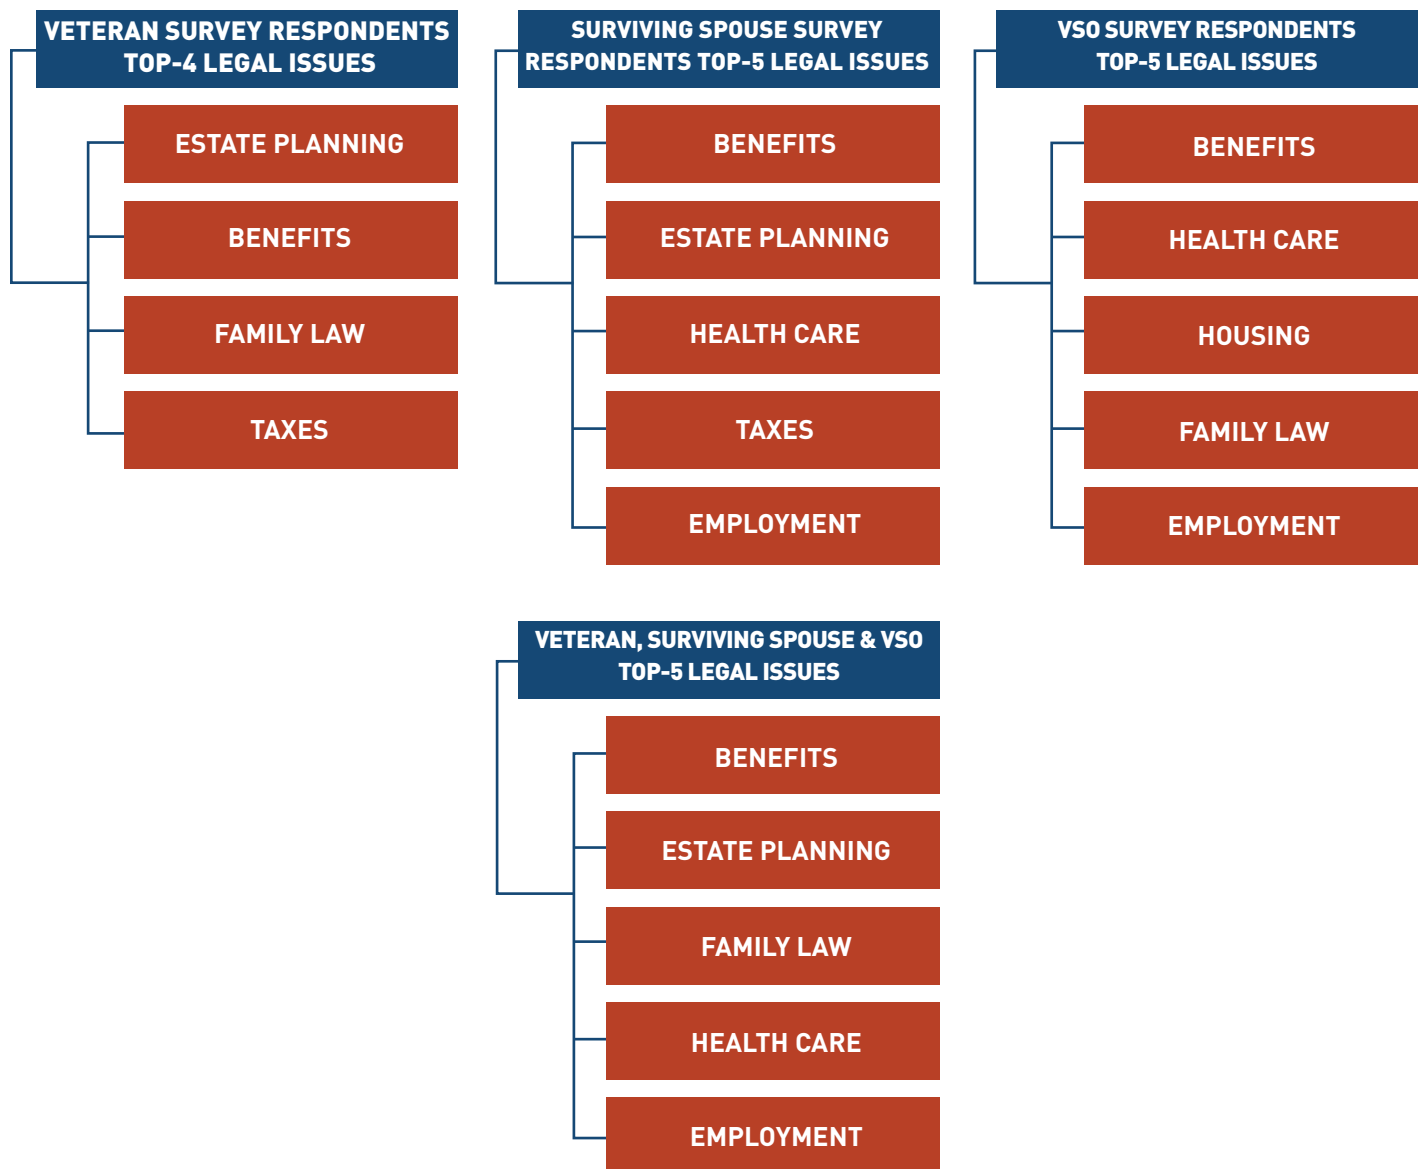 VETERAN SURVEY RESPONDENTS
TOP-4 LEGAL ISSUES
ESTATE PLANNING
BENEFITS
FAMILY LAW
TAXES
SURVIVING SPOUSE SURVEY
RESPONDENTS TOP-5 LEGAL ISSUES
BENEFITS
ESTATE PLANNING
HEALTH CARE
TAXES
EMPLOYMENT
VSO SURVEY RESPONDENTS
TOP-5 LEGAL ISSUES
BENEFITS
HEALTH CARE
HOUSING
FAMILY LAW
EMPLOYMENT
VETERAN, SURVIVING SPOUSE & VSO
TOP-5 LEGAL ISSUES
BENEFITS
ESTATE PLANNING
FAMILY LAW
HEALTH CARE
EMPLOYMENT